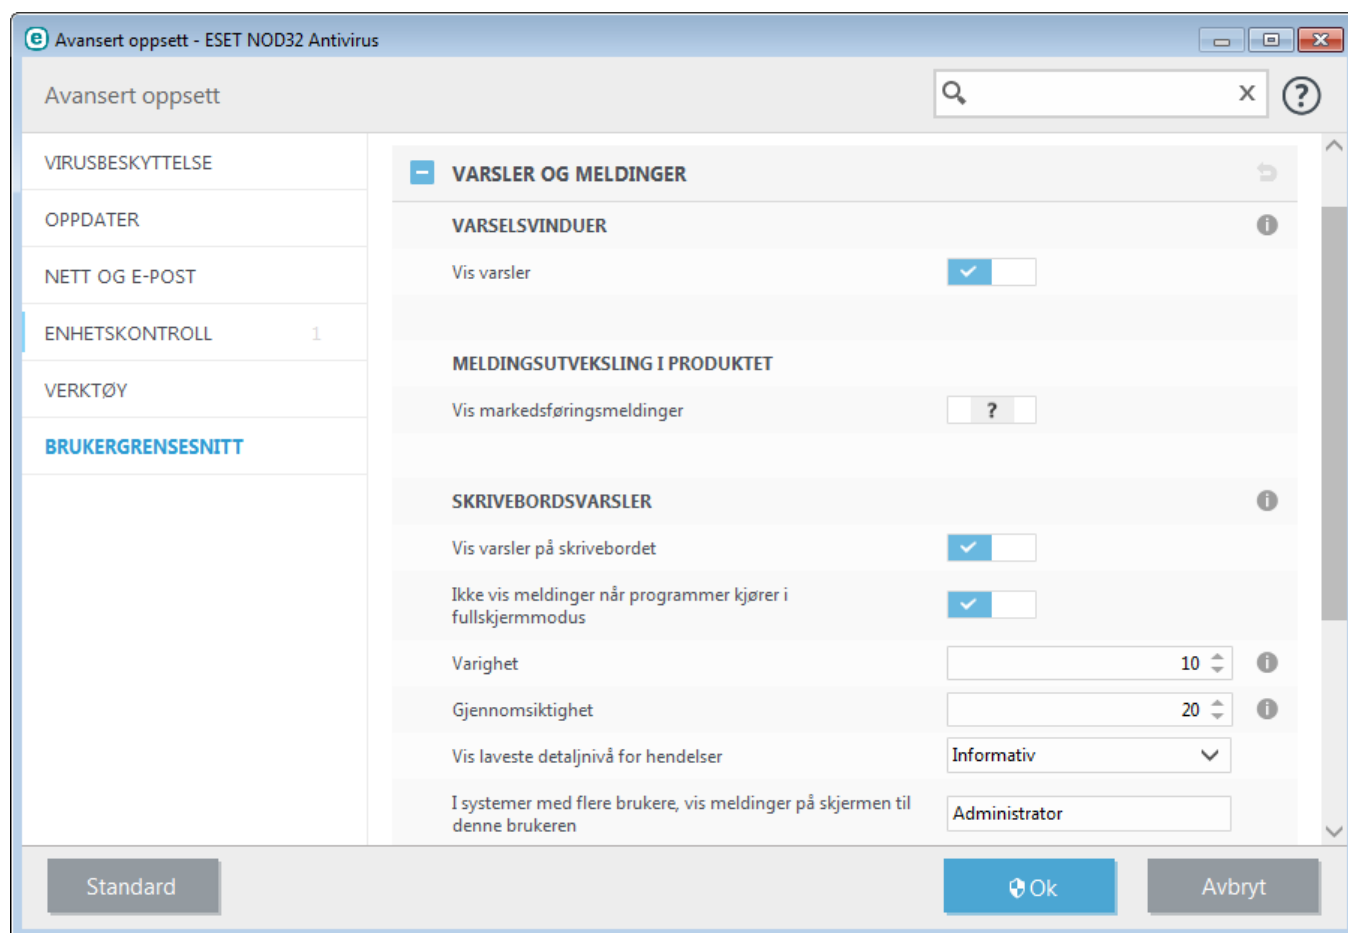 Avansert oppsett - ESET NOD32 Antivirus
Avansert oppsett
x
?
VIRUSBESKYTTELSE
OPPDATER
NETT OG E-POST
ENHETSKONTROLL 1
VERKTØY
BRUKERGRENSESNITT
VARSLER OG MELDINGER
VARSELSVINDUER
Vis varsler
MELDINGSUTVEKSLING I PRODUKTET
Vis markedsføringsmeldinger ?
SKRIVEBORDSVARSLER
Vis varsler på skrivebordet
Ikke vis meldinger når programmer kjører i
fullskjermmodus
Varighet 10
Gjennomsiktighet 20
Vis laveste detaljnivå for hendelser Informativ
I systemer med flere brukere, vis meldinger på skjermen til
denne brukeren
Administrator
Standard
Ok
Avbryt